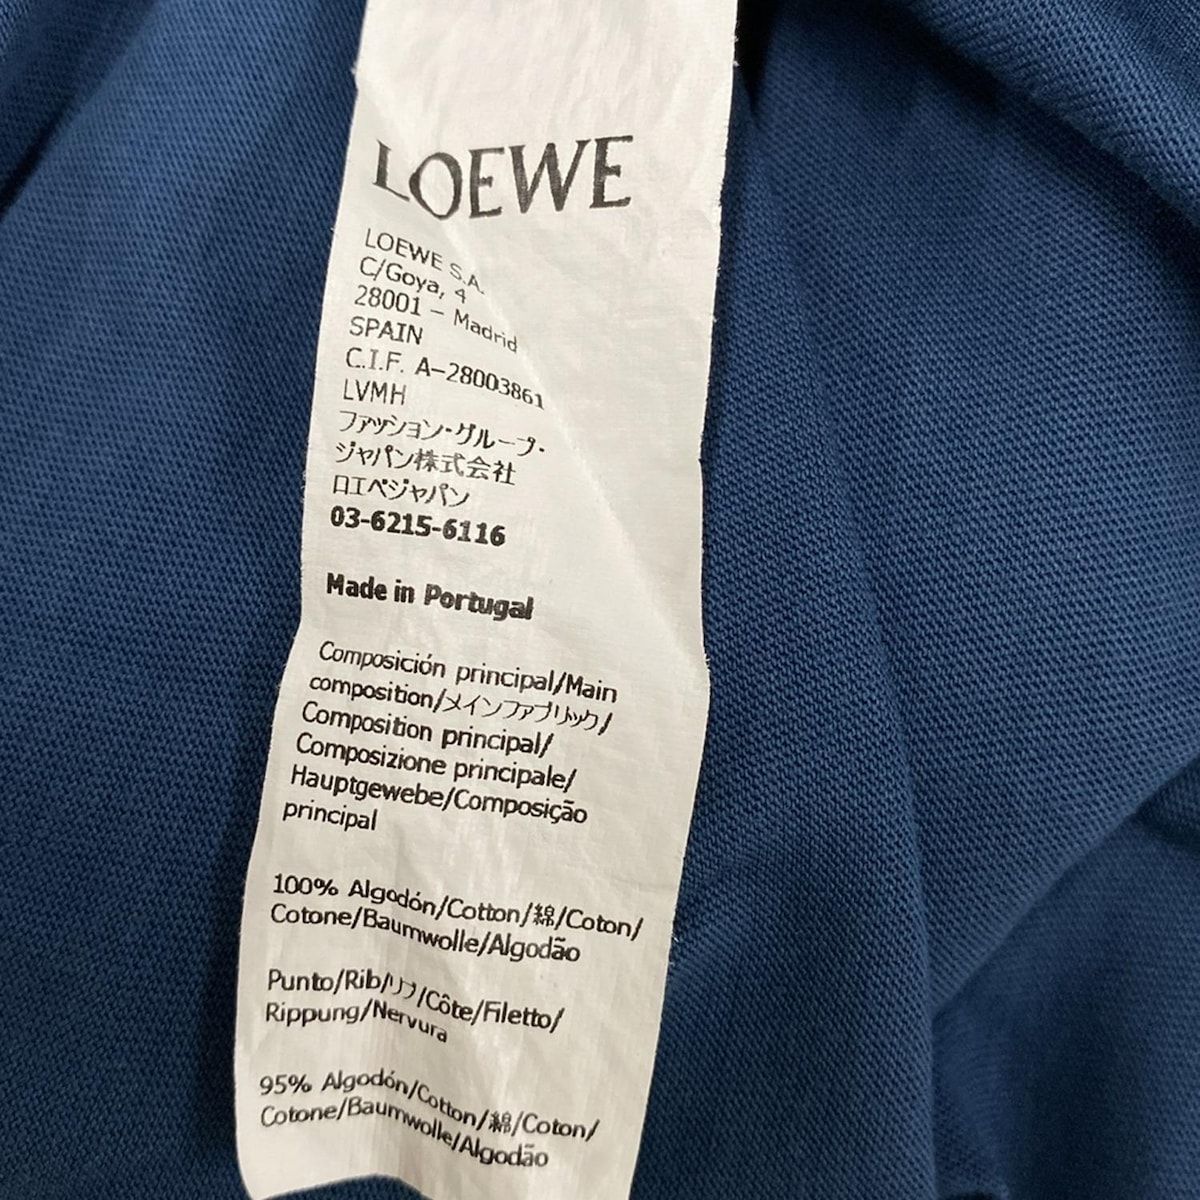 LOEWE
LOEWE S.A.
C/Goya, 4
28001 – Madrid
SPAIN
C.I.F. A-28003861
LVMH
ファッション・グループ・
ジャパン株式会社
ロエベジャパン
03-6215-6116
Made in Portugal
Composición principal/Main
composition/メインファブリック/
Composition principal/
Composizione principale/
Hauptgewebe/Composição
principal
100% Algodón/Cotton/綿/Coton/
Cotone/Baumwolle/Algodão
Punto/Rib/リブ/Côte/Filetto/
Rippung/Nervura
95% Algodón/Cotton/綿/Coton/
Cotone/Baumwolle/Algodão